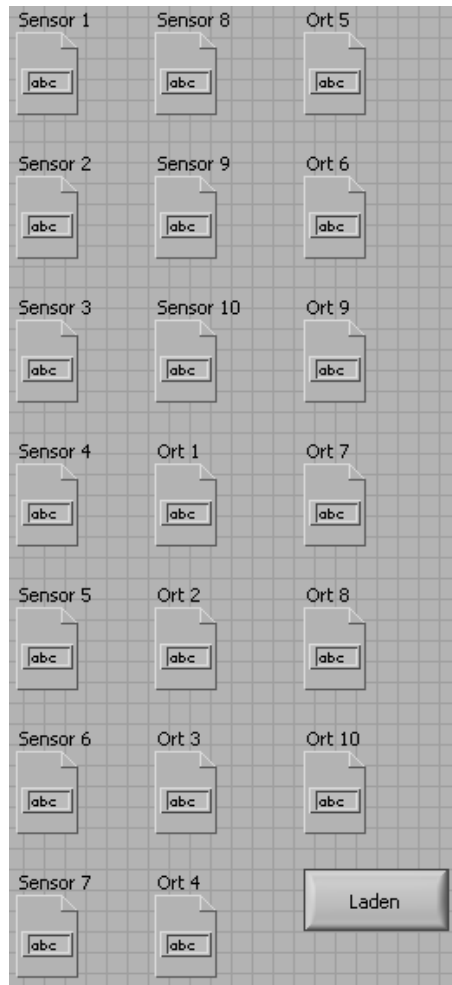 Sensor 1
abc
Sensor 2
abc
Sensor 3
abc
Sensor 4
abc
Sensor 5
abc
Sensor 6
abc
Sensor 7
abc
Sensor 8
abc
Sensor 9
abc
Sensor 10
abc
Ort 1
abc
Ort 2
abc
Ort 3
abc
Ort 4
abc
Ort 5
abc
Ort 6
abc
Ort 9
abc
Ort 7
abc
Ort 8
abc
Ort 10
abc
Laden